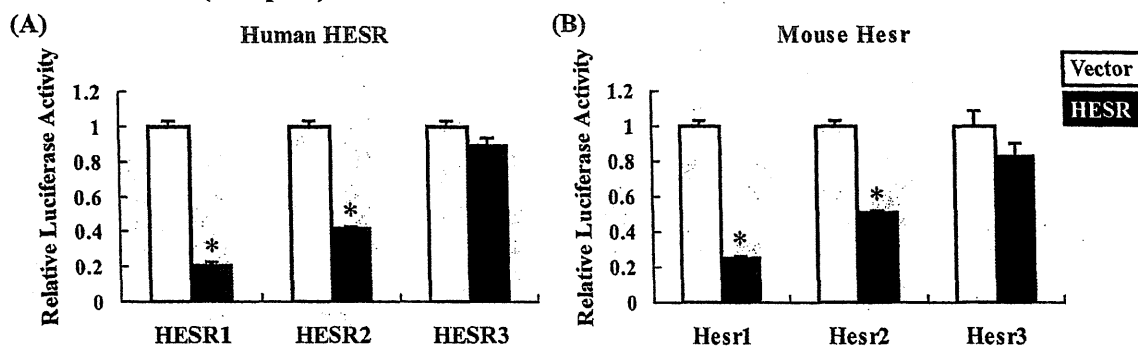 (A)
Human HESR
Relative Luciferase Activity
1.2
1
0.8
0.6
0.4
0.2
0
*
*
HESR1
HESR2
HESR3
(B)
Mouse Hesr
Relative Luciferase Activity
1.2
1
0.8
0.6
0.4
0.2
0
*
*
Hesr1
Hesr2
Hesr3
Vector
HESR